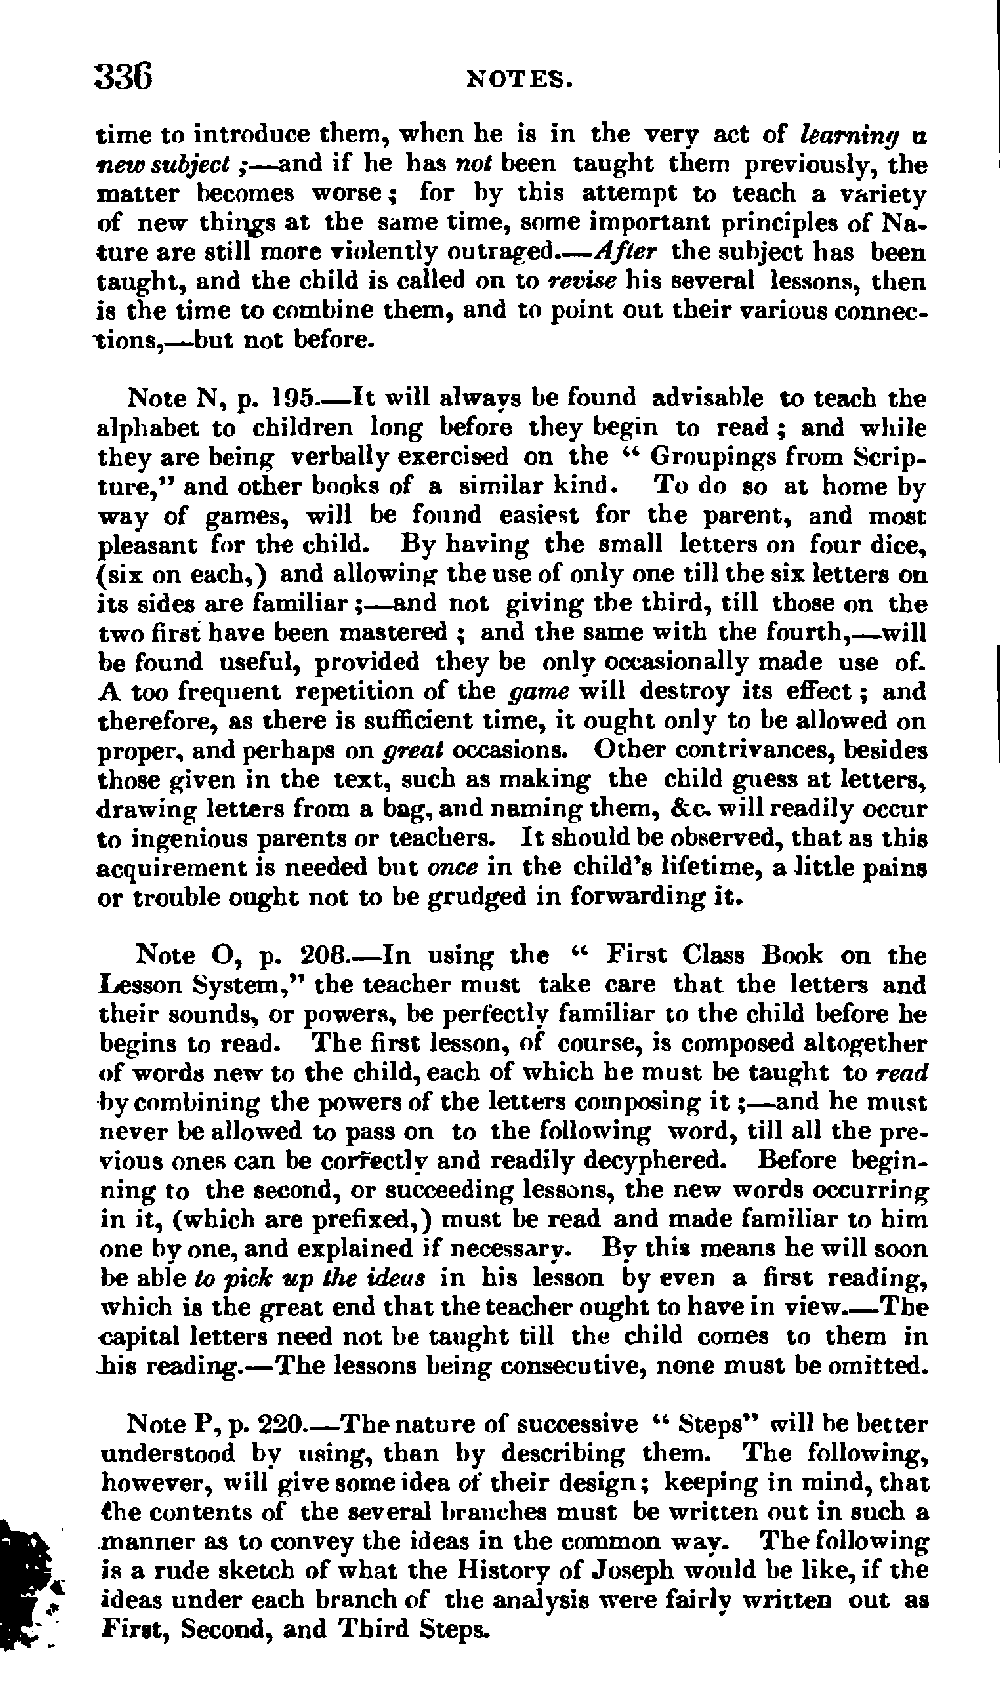 336 NOTES.
time to introduce them, when he is in the very act of learning a
new subject ;—and if he has not been taught them previously, the
matter becomes worse; for by this attempt to teach a variety
of new things at the same time, some important principles of Na-
ture are still more violently outraged.—After the subject has been
taught, and the child is called on to revise his several lessons, then
is the time to combine them, and to point out their various connec-
tions,—but not before.
Note N, p. 195.—It will always be found advisable to teach the
alphabet to children long before they begin to read ; and while
they are being verbally exercised on the “ Groupings from Scrip-
ture,” and other books of a similar kind. To do so at home by
way of games, will be found easiest for the parent, and most
pleasant for the child. By having the small letters on four dice,
(six on each,) and allowing the use of only one till the six letters on
its sides are familiar ;—and not giving the third, till those on the
two first have been mastered ; and the same with the fourth,—will
be found useful, provided they be only occasionally made use of.
A too frequent repetition of the game will destroy its effect ; and
therefore, as there is sufficient time, it ought only to be allowed on
proper, and perhaps on great occasions. Other contrivances, besides
those given in the text, such as making the child guess at letters,
drawing letters from a bag, and naming them, &c. will readily occur
to ingenious parents or teachers. It should be observed, that as this
acquirement is needed but once in the child’s lifetime, a little pains
or trouble ought not to be grudged in forwarding it.
Note O, p. 208.—In using the “ First Class Book on the
Lesson System,” the teacher must take care that the letters and
their sounds, or powers, be perfectly familiar to the child before he
begins to read. The first lesson, of course, is composed altogether
of words new to the child, each of which he must be taught to read
by combining the powers of the letters composing it ;—and he must
never be allowed to pass on to the following word, till all the pre-
vious ones can be correctly and readily decyphered. Before begin-
ning to the second, or succeeding lessons, the new words occurring
in it, (which are prefixed,) must be read and made familiar to him
one by one, and explained if necessary. By this means he will soon
be able to pick up the ideas in his lesson by even a first reading,
which is the great end that the teacher ought to have in view.—The
capital letters need not be taught till the child comes to them in
his reading.—The lessons being consecutive, none must be omitted.
Note P, p. 220.—The nature of successive “ Steps” will be better
understood by using, than by describing them. The following,
however, will give some idea of their design; keeping in mind, that
the contents of the several branches must be written out in such a
manner as to convey the ideas in the common way. The following
is a rude sketch of what the History of Joseph would be like, if the
ideas under each branch of the analysis were fairly written out as
First, Second, and Third Steps.